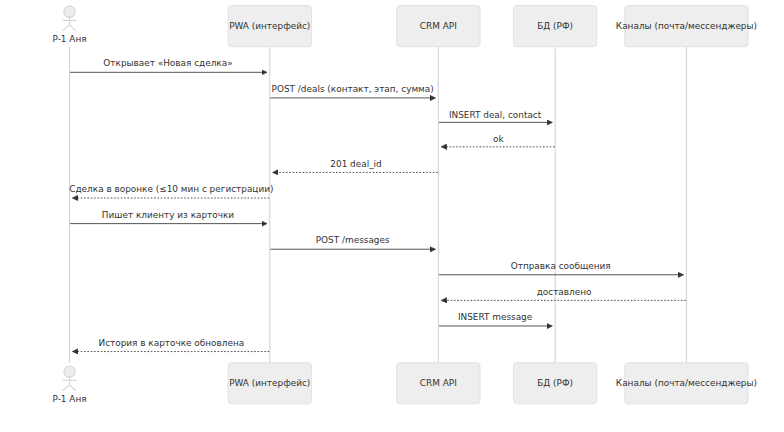 Р-1 Аня
PWA (интерфейс)
CRM API
БД (РФ)
Каналы (почта/мессенджеры)
Открывает «Новая сделка»
POST /deals (контакт, этап, сумма)
INSERT deal, contact
ok
201 deal_id
Сделка в воронке (≤10 мин с регистрации)
Пишет клиенту из карточки
POST /messages
Отправка сообщения
доставлено
INSERT message
История в карточке обновлена
Р-1 Аня
PWA (интерфейс)
CRM API
БД (РФ)
Каналы (почта/мессенджеры)